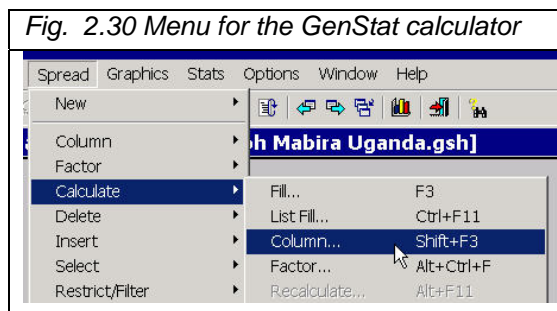 Fig. 2.30 Menu for the GenStat calculator
Spread Graphics Stats Options Window Help
New
h Mabira Uganda.gsh]
Column
Factor
Calculate
Fill... F3
Delete
List Fill... Ctrl+F11
Insert
Column... Shift+F3
Select
Factor... Alt+Ctrl+F
Restrict/Filter
Recalculate... Alt+F11